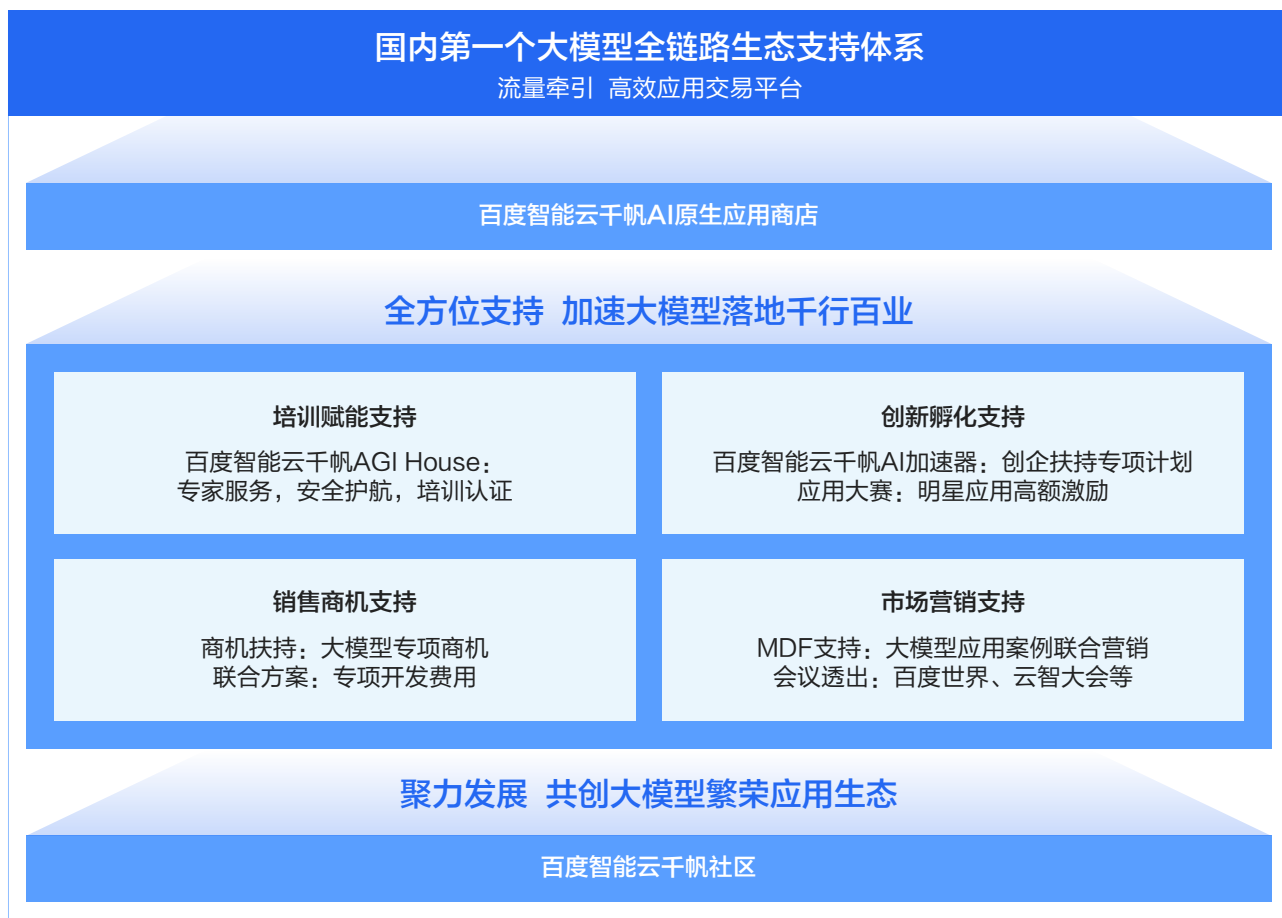 国内第一个大模型全链路生态支持体系
流量牵引 高效应用交易平台
百度智能云千帆AI原生应用商店
全方位支持 加速大模型落地千行百业
培训赋能支持
百度智能云千帆AGI House：
专家服务，安全护航，培训认证
创新孵化支持
百度智能云千帆AI加速器：创企扶持专项计划
应用大赛：明星应用高额激励
销售商机支持
商机扶持：大模型专项商机
联合方案：专项开发费用
市场营销支持
MDF支持：大模型应用案例联合营销
会议透出：百度世界、云智大会等
聚力发展 共创大模型繁荣应用生态
百度智能云千帆社区